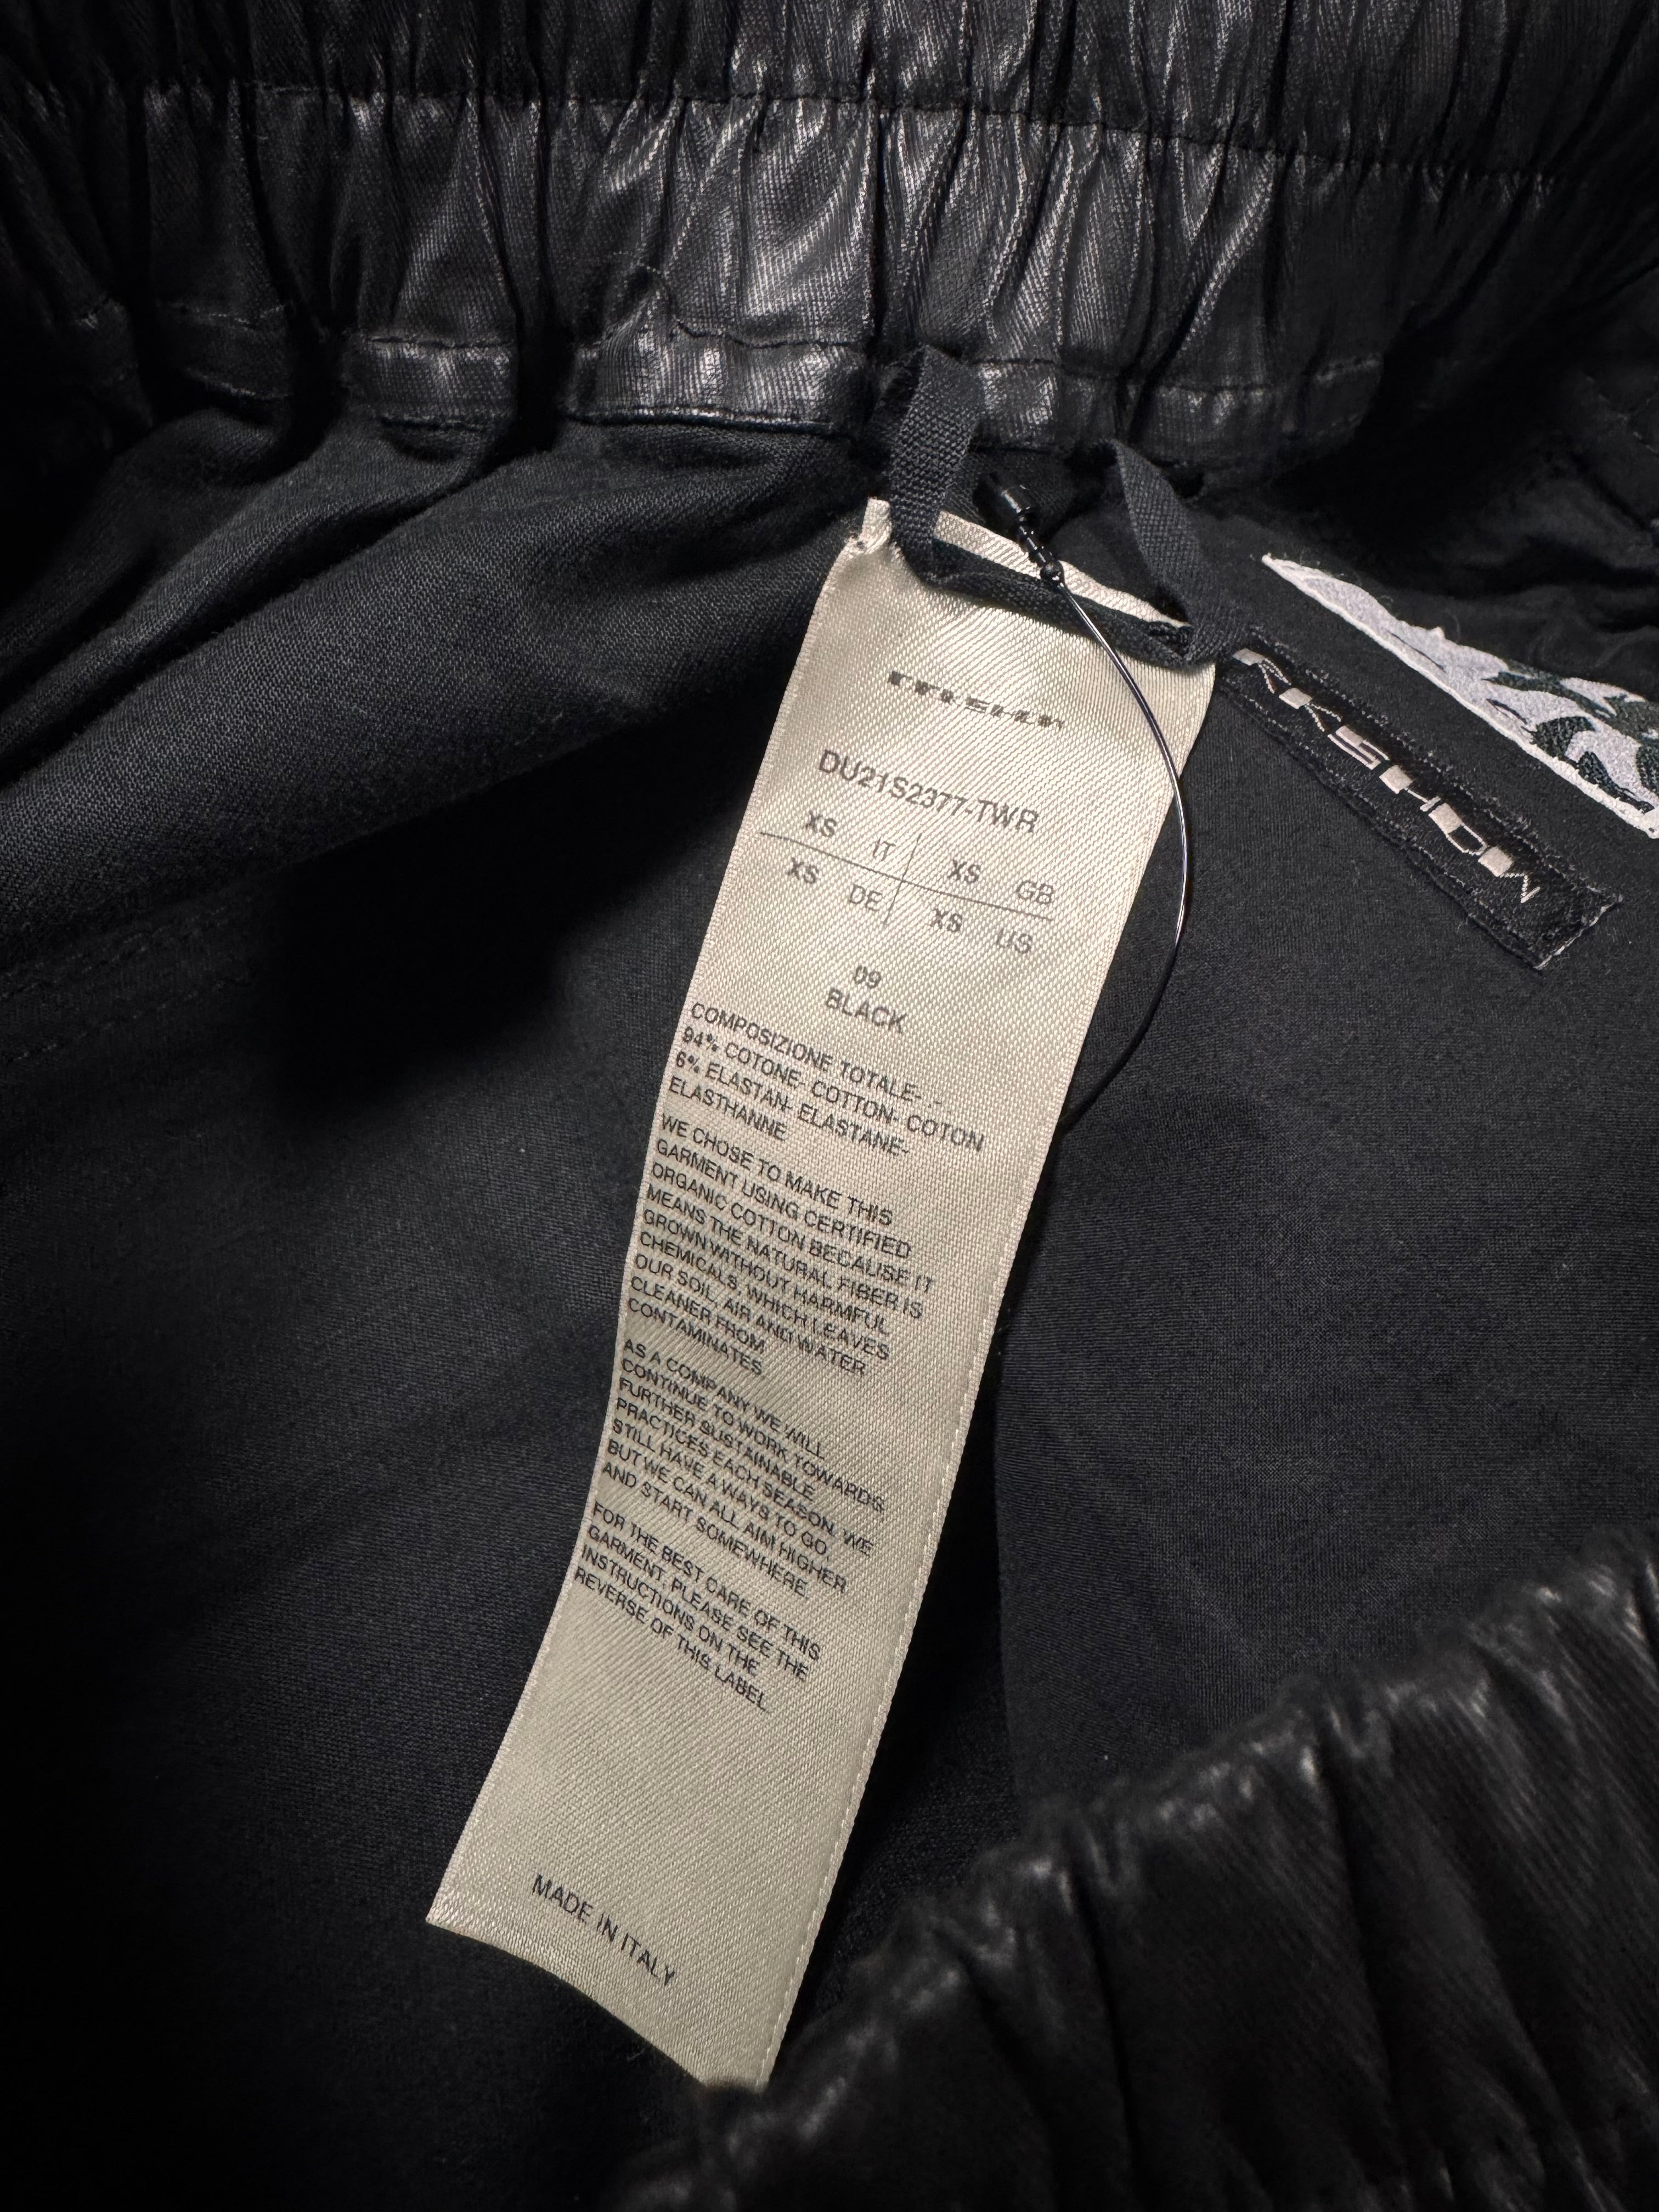 DU21S2377-TWR
XS IT XS GB
XS DE XS US
09
BLACK
COMPOSIZIONE TOTALE- -
94% COTONE- COTTON- COTON
6% ELASTAN- ELASTANE-
ELASTHANNE
WE CHOSE TO MAKE THIS
GARMENT USING CERTIFIED
ORGANIC COTTON BECAUSE IT
MEANS THE NATURAL FIBER IS
GROWN WITHOUT HARMFUL
CHEMICALS, WHICH LEAVES
OUR SOIL, AIR AND WATER
CLEANER FROM
CONTAMINATES.
AS A COMPANY WE WILL
CONTINUE TO WORK TOWARDS
FURTHER SUSTAINABLE
PRACTICES EACH SEASON. WE
STILL HAVE A WAYS TO GO,
BUT WE CAN ALL AIM HIGHER
AND START SOMEWHERE.
FOR THE BEST CARE OF THIS
GARMENT, PLEASE SEE THE
INSTRUCTIONS ON THE
REVERSE OF THIS LABEL.
MADE IN ITALY
RKSHDW